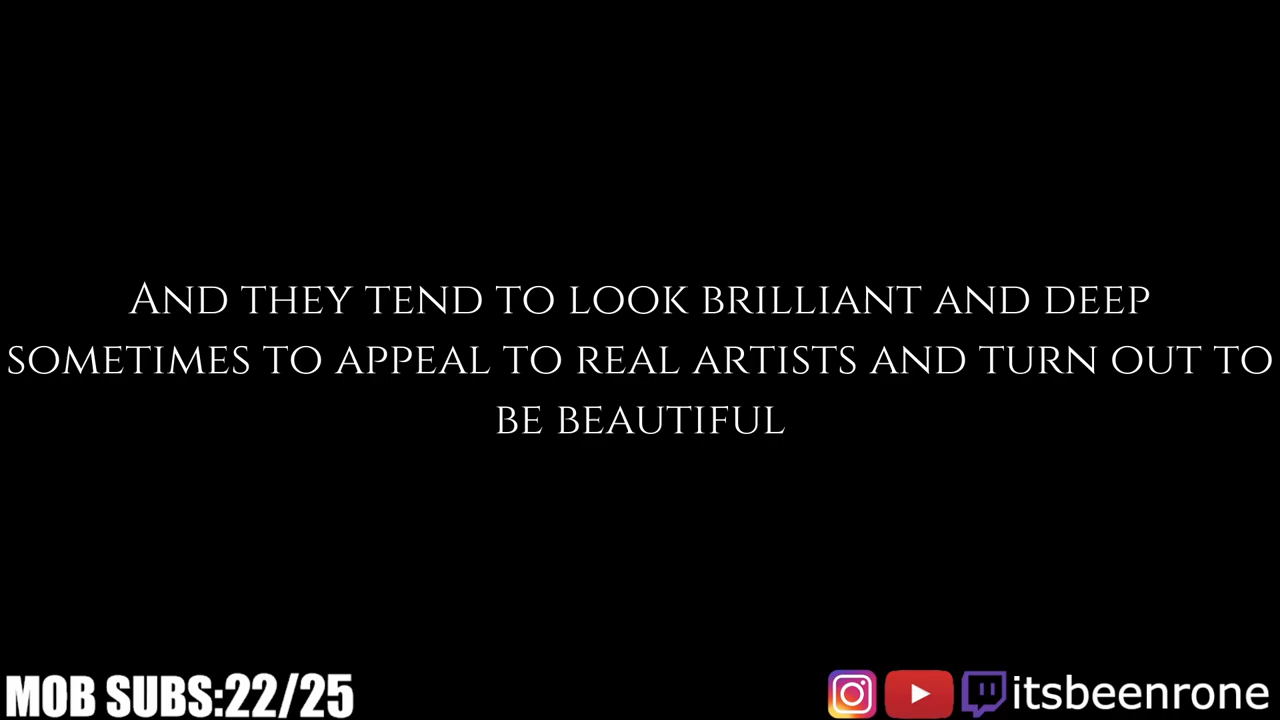 And they tend to look brilliant and deep
sometimes to appeal to real artists and turn out to
be beautiful
MOB SUBS:22/25
itsbeenrone